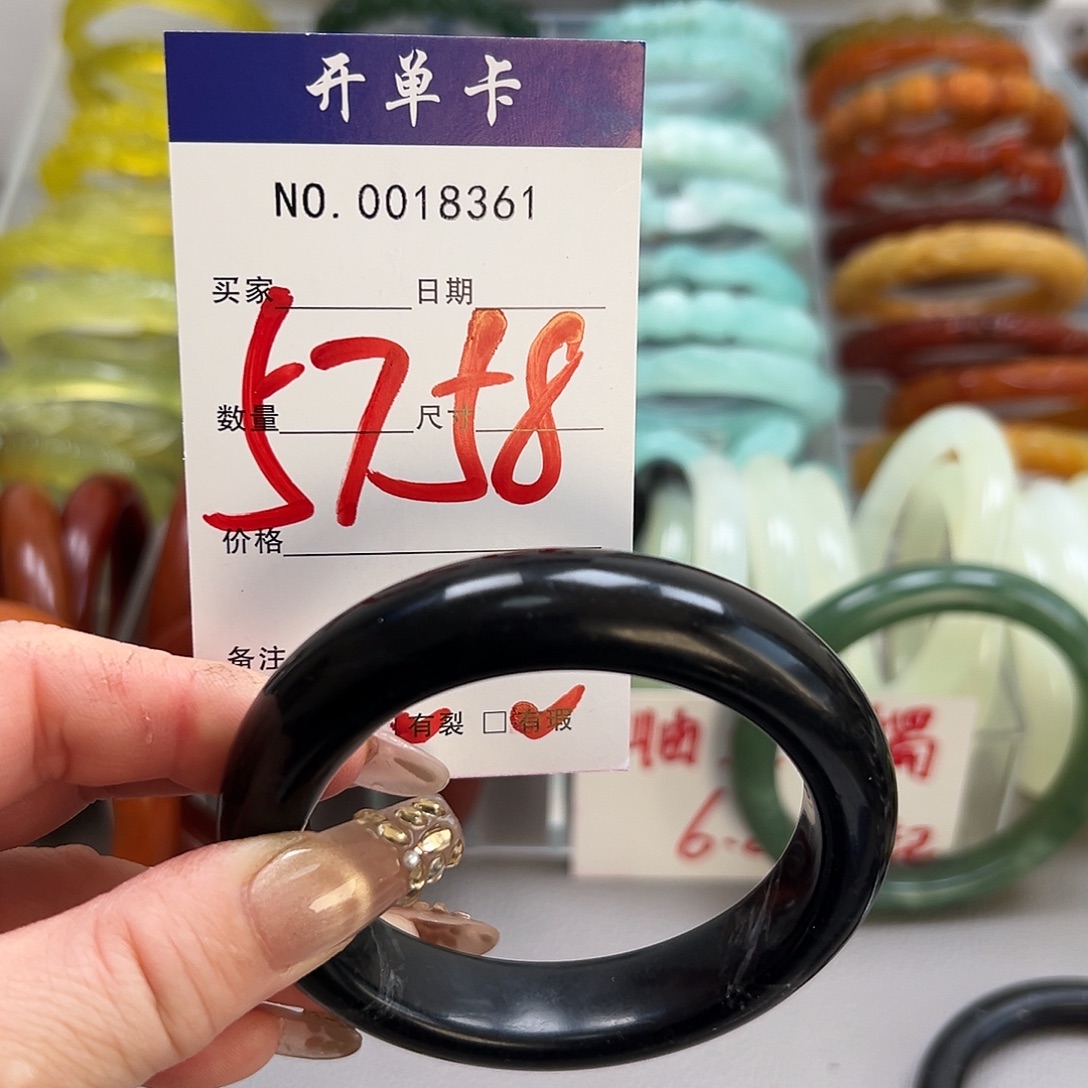 开单卡
NO. 0018361
买家 日期
5758
数量 尺寸
价格
备注
有裂 □有瑕